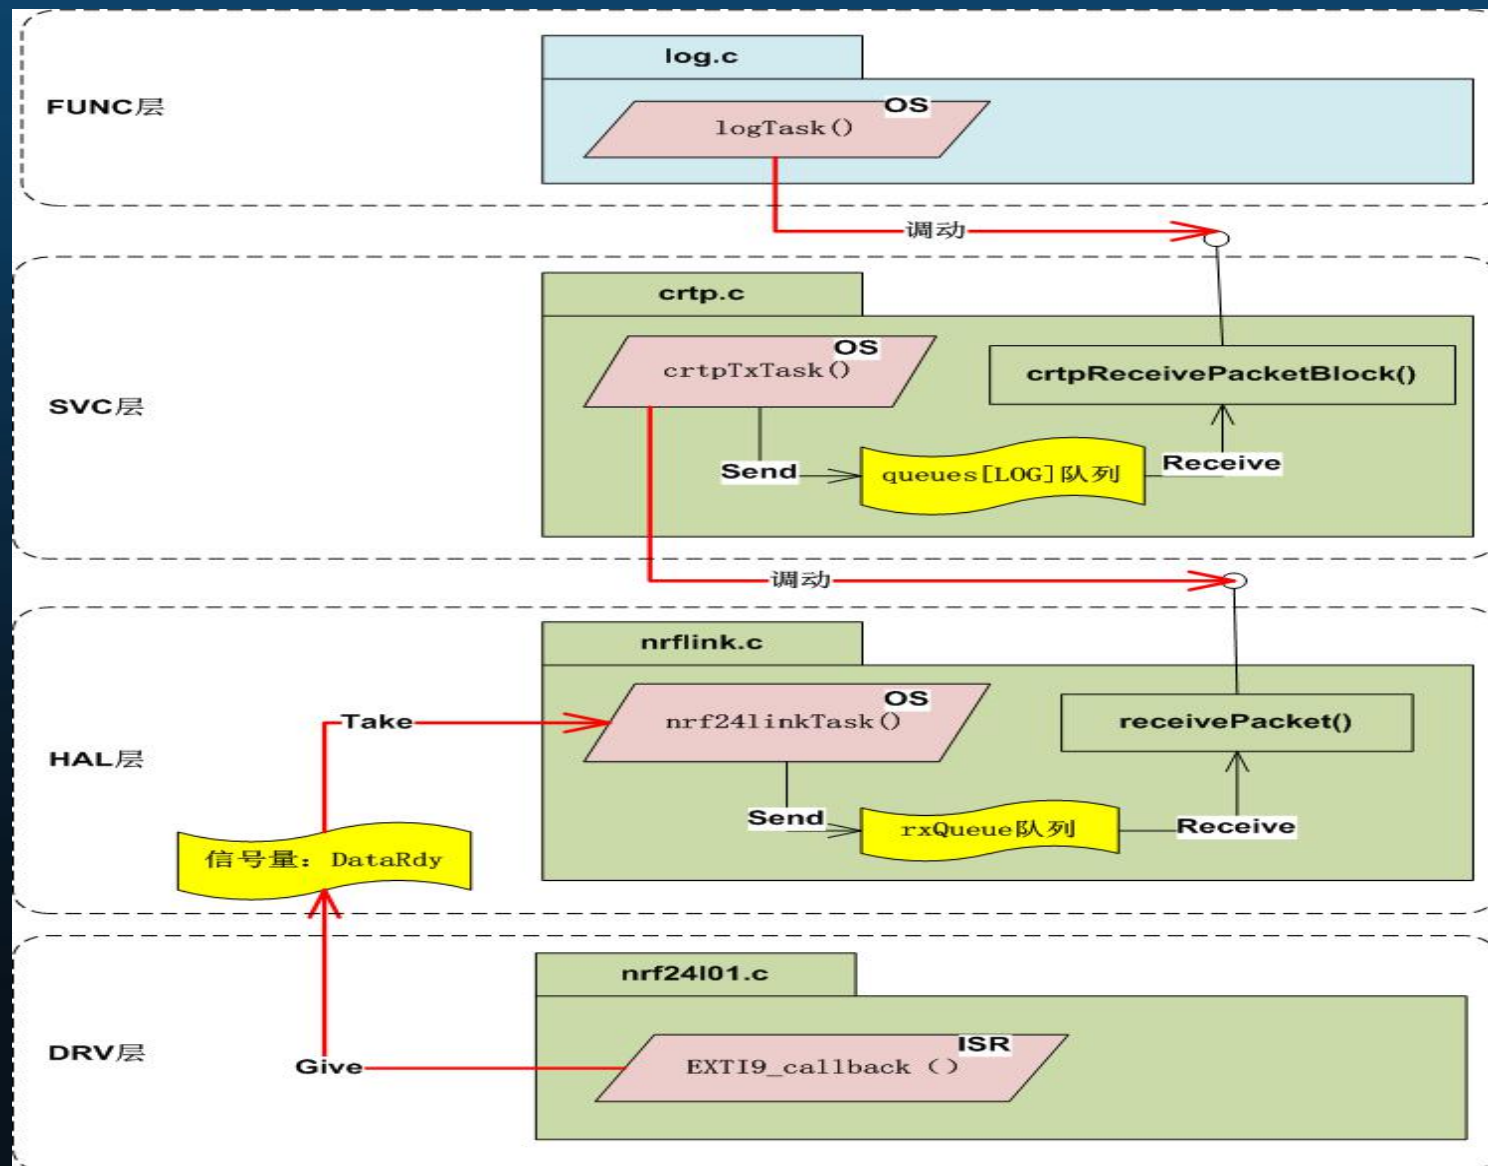 log.c
FUNC层
OS
logTask()
调动
crtp.c
OS
crtpTxTask()
crtpReceivePacketBlock()
SVC层
Send
queues[LOG]队列
Receive
调动
nrflink.c
OS
Take
nrf24linkTask()
receivePacket()
HAL层
Send
rxQueue队列
Receive
信号量：DataRdy
nrf24l01.c
DRV层
ISR
Give
EXTI9_callback（）